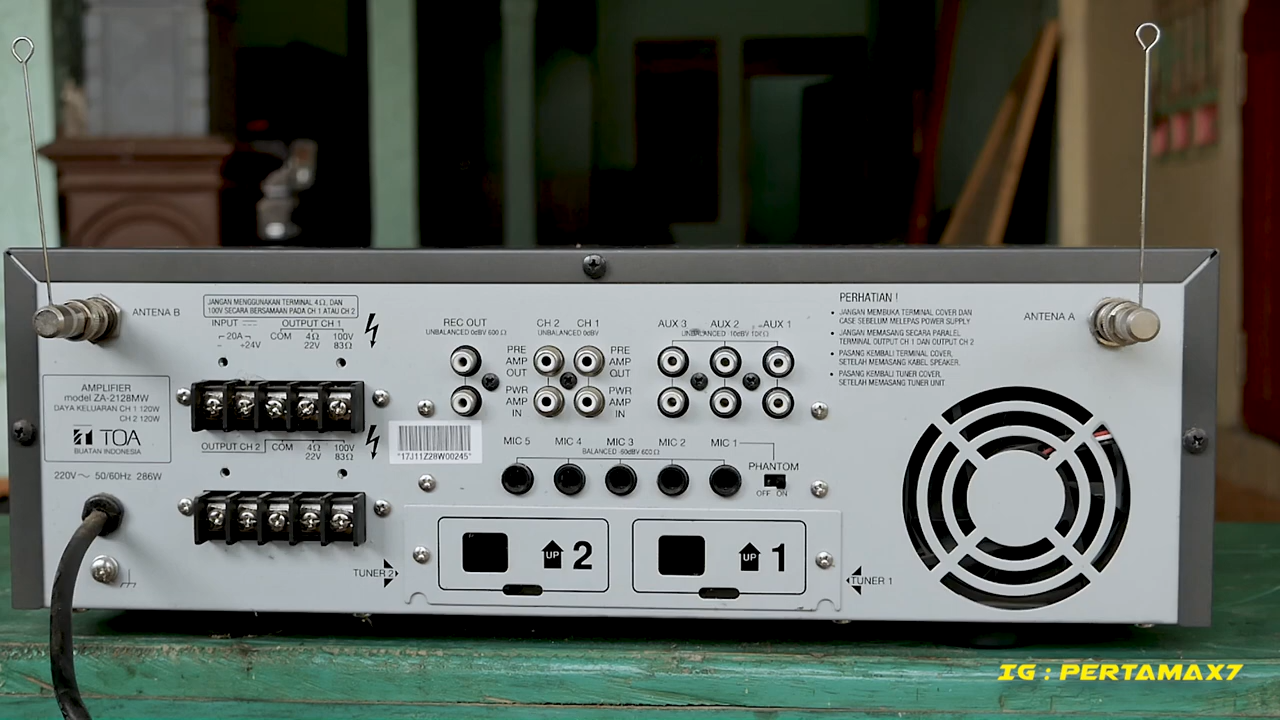 ANTENA B
JANGAN MENGGUNAKAN TERMINAL 4Ω, DAN
100V SECARA BERSAMAAN PADA CH 1 ATAU CH 2
INPUT
20A
+24V
OUTPUT CH 1
COM 4Ω 100V
22V 83Ω
AMPLIFIER
model ZA-2128MW
DAYA KELUARAN CH 1 120W
CH 2 120W
TOA
BUATAN INDONESIA
220V ~ 50/60Hz 286W
OUTPUT CH 2 COM 4Ω 100V
22V 83Ω
*17J11Z28W00245*
REC OUT
UNBALANCED 0dBV 600 Ω
CH 2 CH 1
UNBALANCED 0dBV
PRE
AMP
OUT
PRE
AMP
OUT
PWR
AMP
IN
PWR
AMP
IN
AUX 3 AUX 2 AUX 1
UNBALANCED
MIC 5 MIC 4 MIC 3 MIC 2 MIC 1
BALANCED -60dBV 600 Ω
PHANTOM
OFF ON
PERHATIAN !
• JANGAN MEMBUKA TERMINAL COVER DAN
CASE SEBELUM MELEPAS POWER SUPPLY
• JANGAN MEMASANG SECARA PARALEL
TERMINAL OUTPUT CH 1 DAN OUTPUT CH 2
• PASANG KEMBALI TERMINAL COVER,
SETELAH MEMASANG KABEL SPEAKER.
• PASANG KEMBALI TUNER COVER,
SETELAH MEMASANG TUNER UNIT
ANTENA A
TUNER 2
UP 2
UP 1
TUNER 1
IG : PERTAMAX7